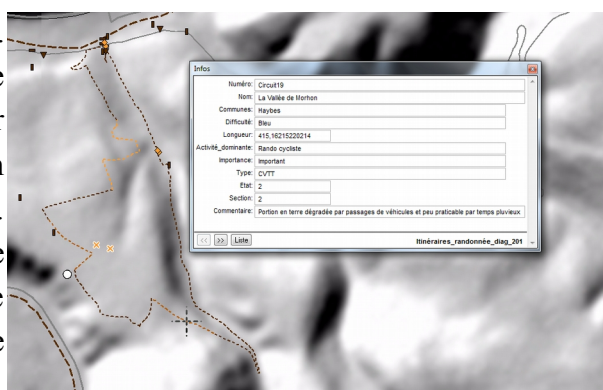 Infos
Numéro: Circuit19
Nom: La Vallée de Morhon
Communes: Haybes
Difficulté: Bleu
Longueur: 415,16215220214
Activité_dominante: Rando cycliste
Importance: Important
Type: CVTT
Etat: 2
Section: 2
Commentaire: Portion en terre dégradée par passages de véhicules et peu praticable par temps pluvieux
<< >> Liste Itinéraires_randonnée_diag_201